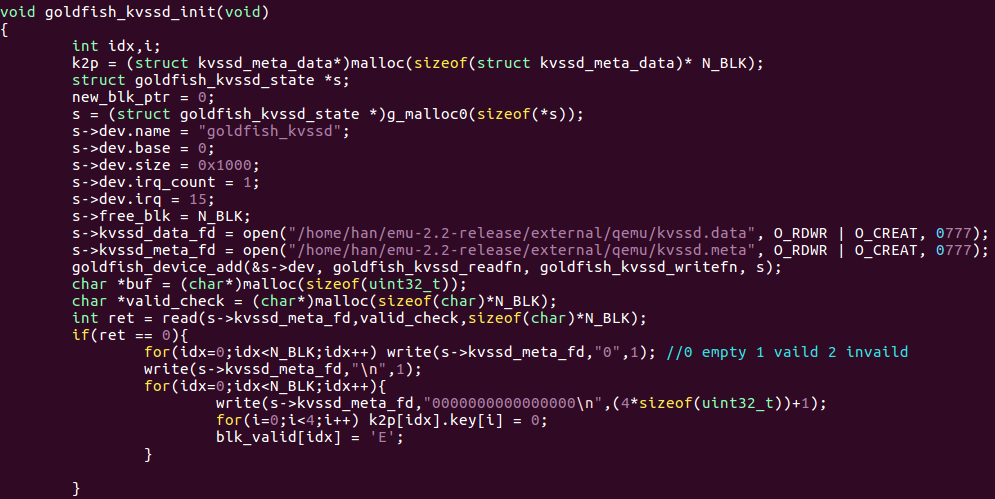 void goldfish_kvssd_init(void)
{
        int idx,i;
        k2p = (struct kvssd_meta_data*)malloc(sizeof(struct kvssd_meta_data)* N_BLK);
        struct goldfish_kvssd_state *s;
        new_blk_ptr = 0;
        s = (struct goldfish_kvssd_state *)g_malloc0(sizeof(*s));
        s->dev.name = "goldfish_kvssd";
        s->dev.base = 0;
        s->dev.size = 0x1000;
        s->dev.irq_count = 1;
        s->dev.irq = 15;
        s->free_blk = N_BLK;
        s->kvssd_data_fd = open("/home/han/emu-2.2-release/external/qemu/kvssd.data", O_RDWR | O_CREAT, 0777);
        s->kvssd_meta_fd = open("/home/han/emu-2.2-release/external/qemu/kvssd.meta", O_RDWR | O_CREAT, 0777);
        goldfish_device_add(&s->dev, goldfish_kvssd_readfn, goldfish_kvssd_writefn, s);
        char *buf = (char*)malloc(sizeof(uint32_t));
        char *valid_check = (char*)malloc(sizeof(char)*N_BLK);
        int ret = read(s->kvssd_meta_fd,valid_check,sizeof(char)*N_BLK);
        if(ret == 0){
                for(idx=0;idx<N_BLK;idx++) write(s->kvssd_meta_fd,"0",1); //0 empty 1 vaild 2 invaild
                write(s->kvssd_meta_fd,"\n",1);
                for(idx=0;idx<N_BLK;idx++){
                        write(s->kvssd_meta_fd,"0000000000000000\n",(4*sizeof(uint32_t))+1);
                        for(i=0;i<4;i++) k2p[idx].key[i] = 0;
                        blk_valid[idx] = 'E';
                }

        }